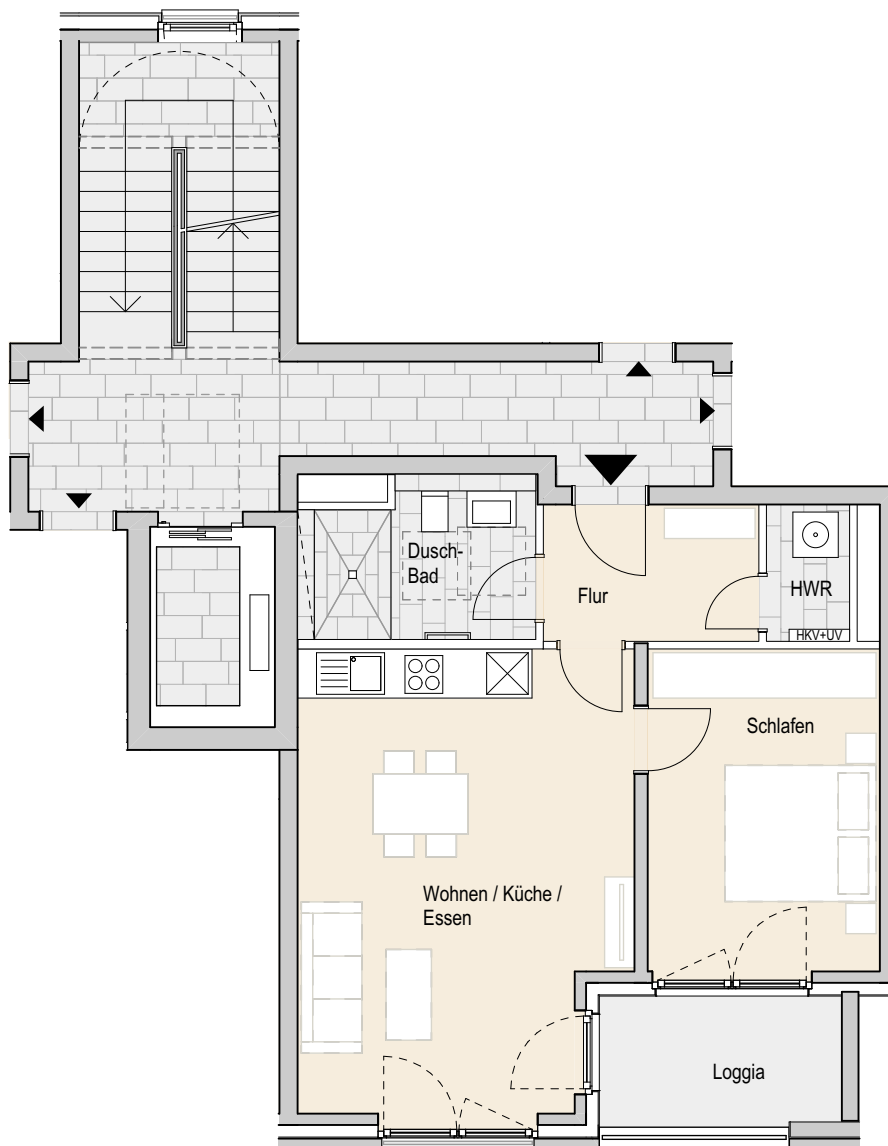 Dusch-
Bad
Flur
HWR
HKV+UV
Schlafen
Wohnen / Küche /
Essen
Loggia